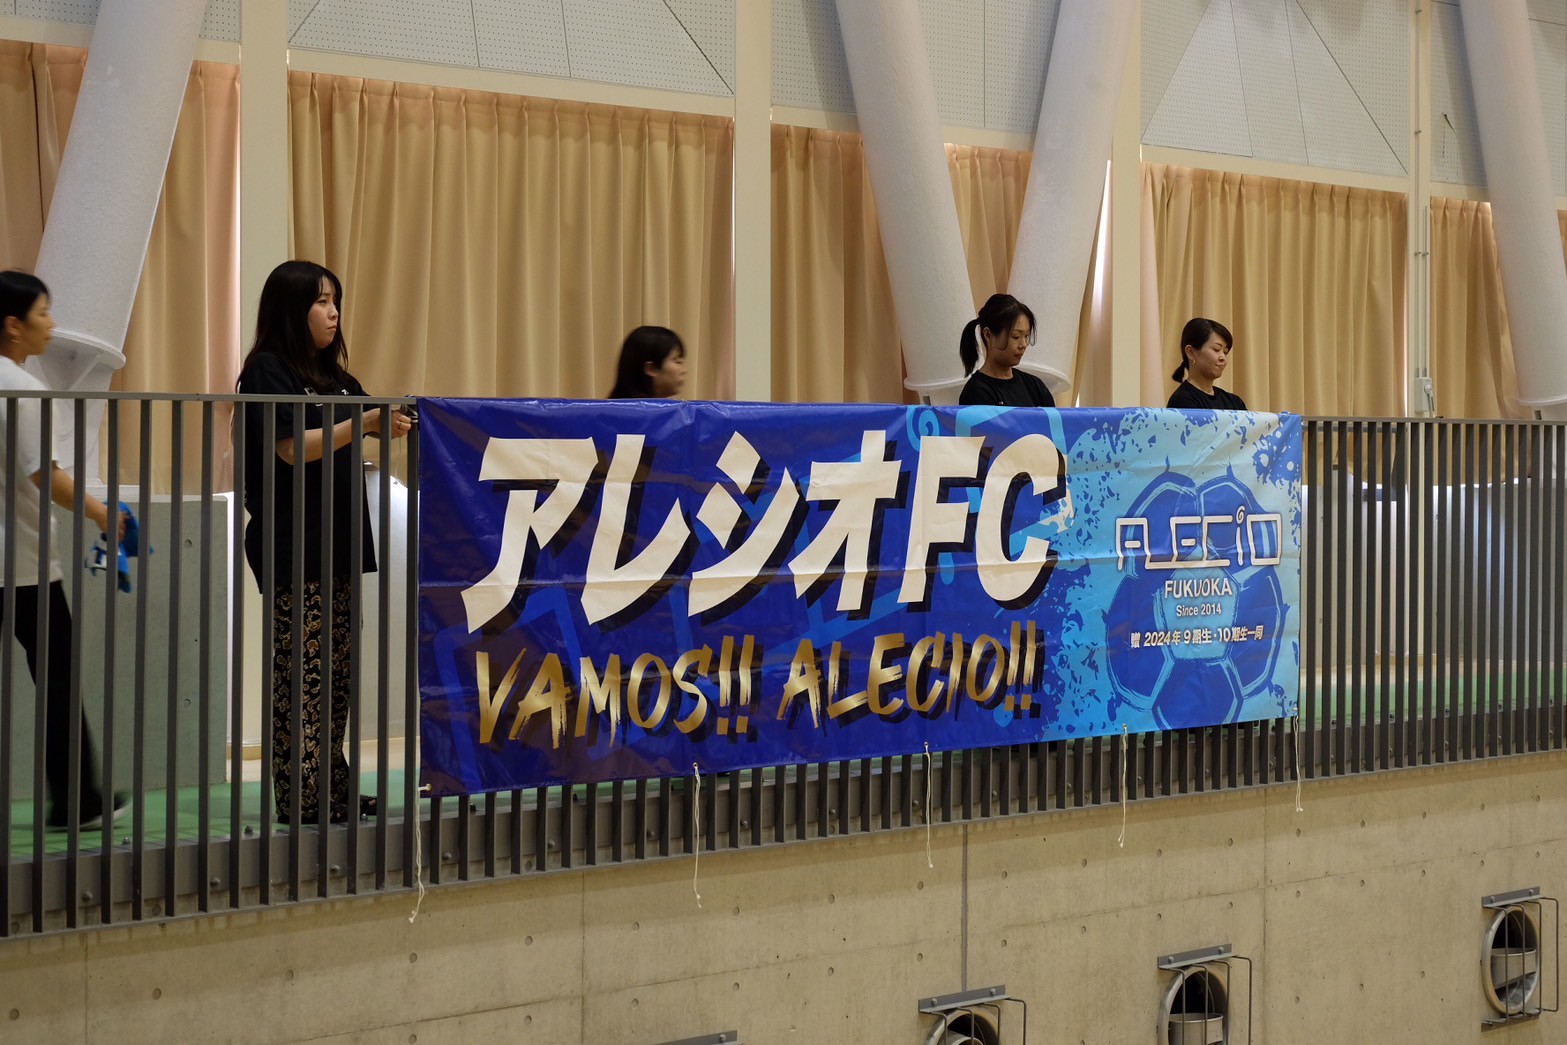 アレシオFC
VAMOS!! ALECIO!!
ALECIO
FUKUOKA
Since 2014
贈 2024年 9期生・10期生一同